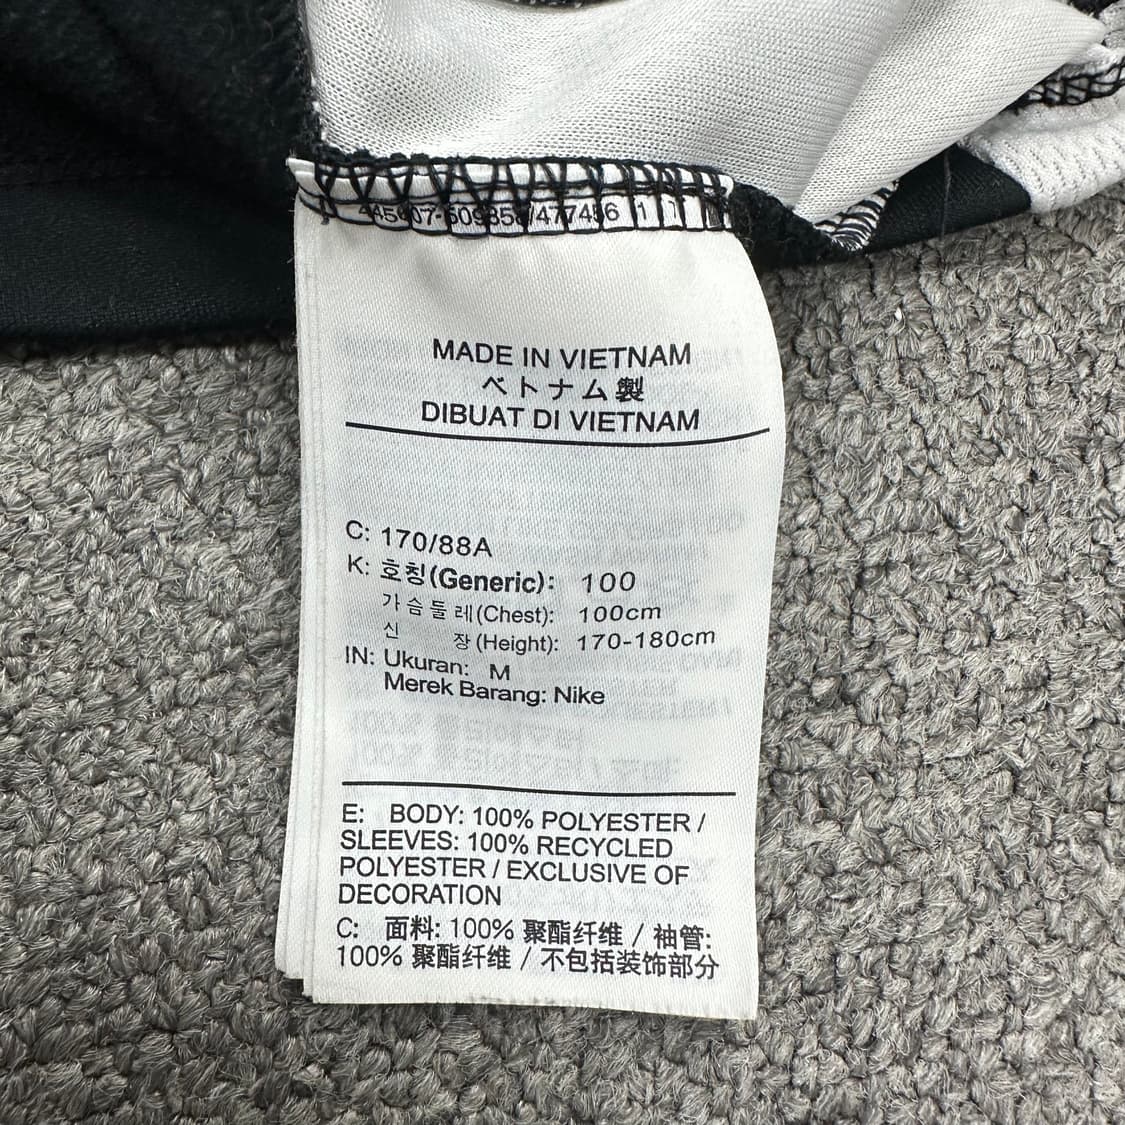 MADE IN VIETNAM
ベトナム製
DIBUAT DI VIETNAM
C: 170/88A
K: 호칭(Generic): 100
가슴둘레(Chest): 100cm
신 장(Height): 170-180cm
IN: Ukuran: M
Merek Barang: Nike
E: BODY: 100% POLYESTER /
SLEEVES: 100% RECYCLED
POLYESTER / EXCLUSIVE OF
DECORATION
C: 面料: 100% 聚酯纤维 / 袖管:
100% 聚酯纤维 / 不包括装饰部分